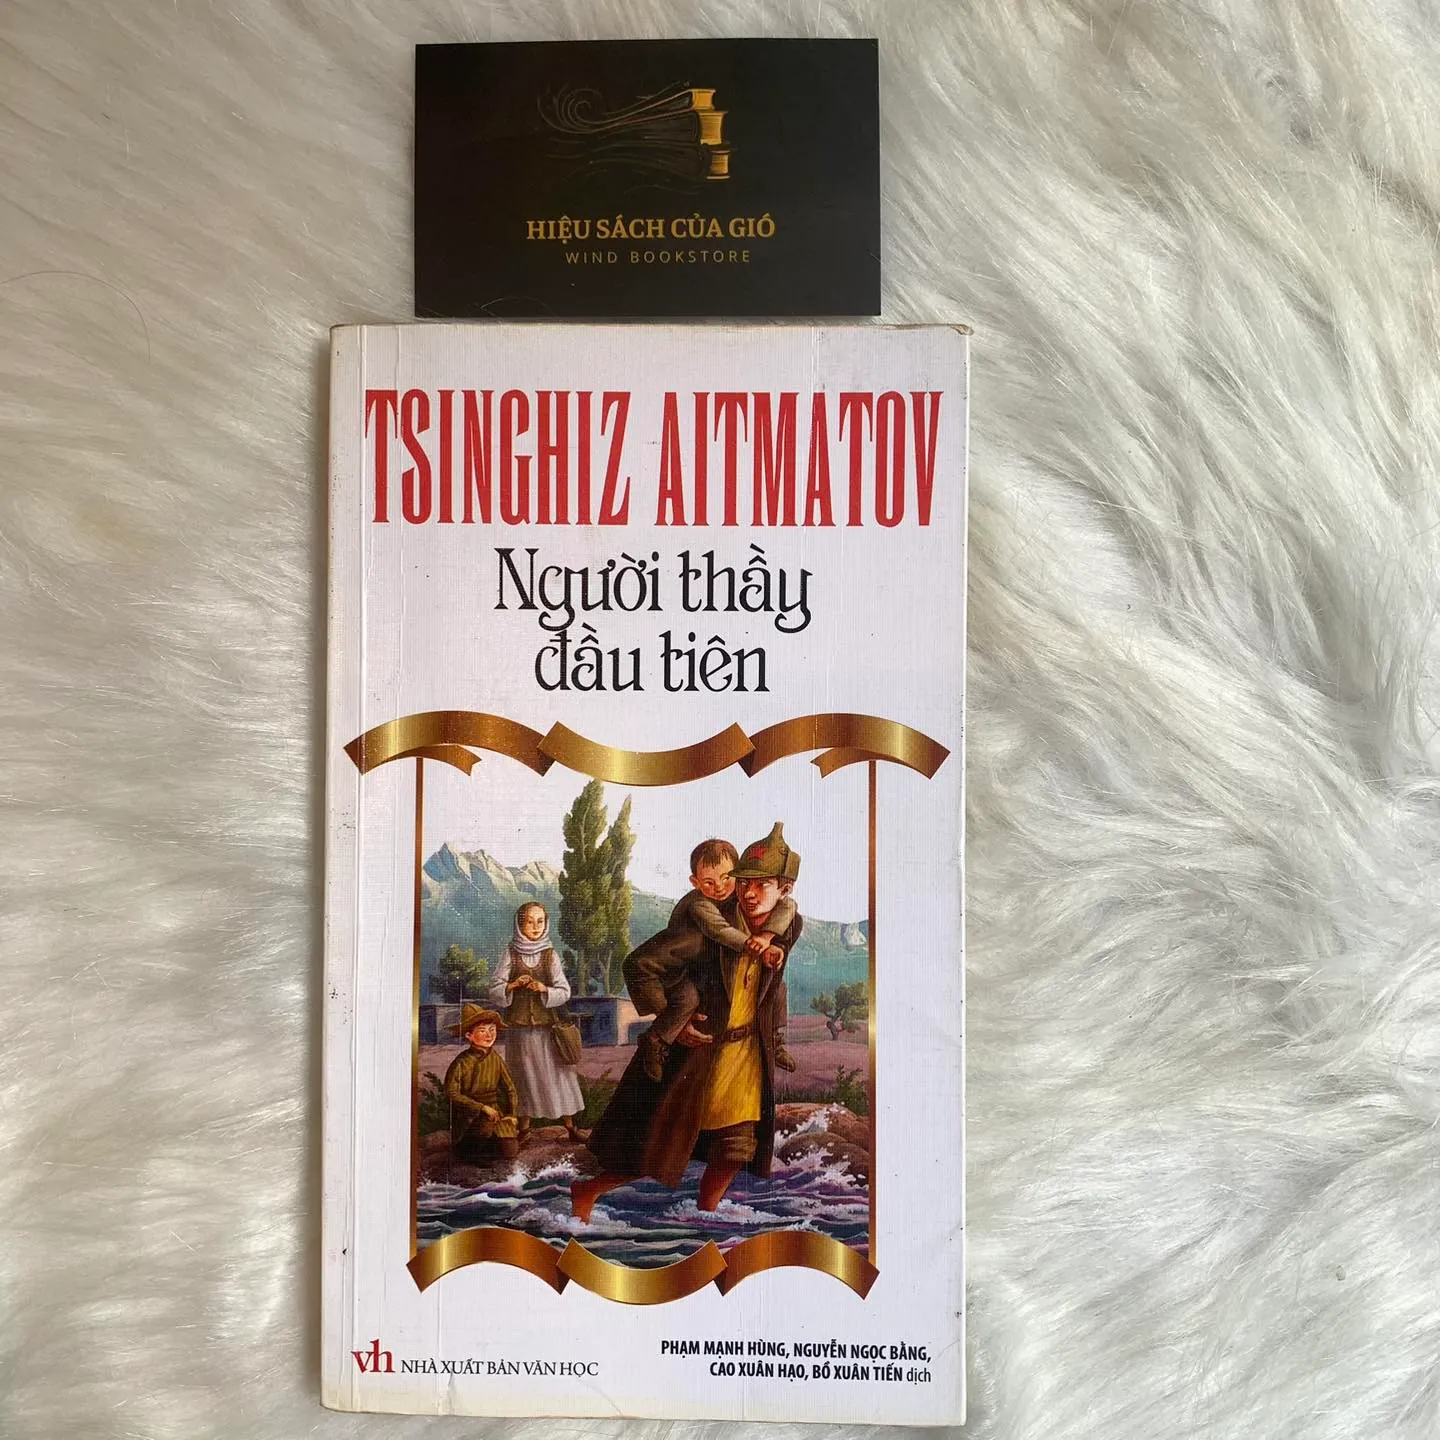 HIỆU SÁCH CỦA GIÓ
WIND BOOKSTORE
TSINGHIZ AITMATOV
Người thầy
đầu tiên
vh NHÀ XUẤT BẢN VĂN HỌC
PHẠM MẠNH HÙNG, NGUYỄN NGỌC BẰNG,
CAO XUÂN HẠO, BỒ XUÂN TIẾN dịch